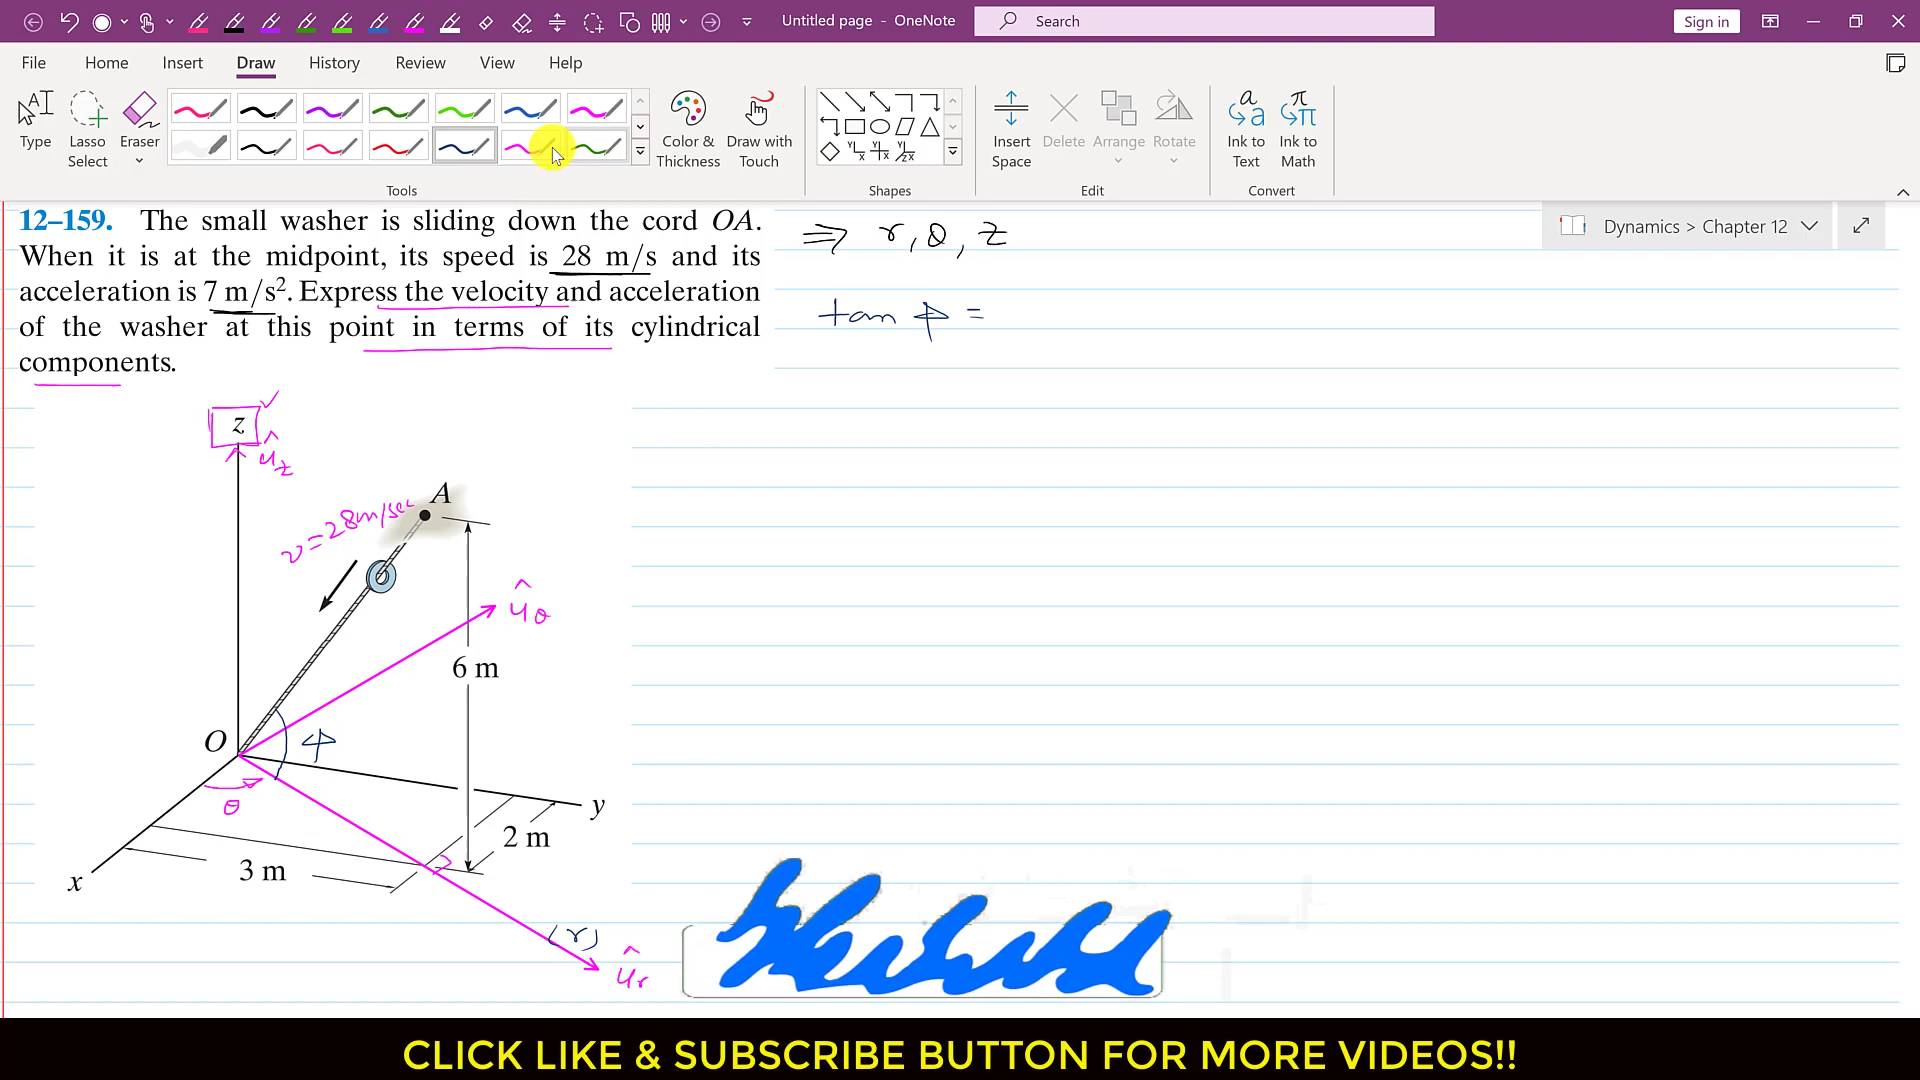 Untitled page - OneNote
Search
Sign in
File Home Insert Draw History Review View Help
Type
Lasso Select
Eraser
Color & Thickness
Draw with Touch
Insert Space
Delete
Arrange
Rotate
Ink to Text
Ink to Math
Tools
Shapes
Edit
Convert
Dynamics > Chapter 12
12–159. The small washer is sliding down the cord OA.
When it is at the midpoint, its speed is 28 m/s and its
acceleration is 7 m/s². Express the velocity and acceleration
of the washer at this point in terms of its cylindrical
components.
⇒ r, θ, z
tan φ =
z
û_z
A
v = 28m/sec
û_θ
6 m
O
φ
θ
y
2 m
3 m
x
(r)
û_r
CLICK LIKE & SUBSCRIBE BUTTON FOR MORE VIDEOS!!